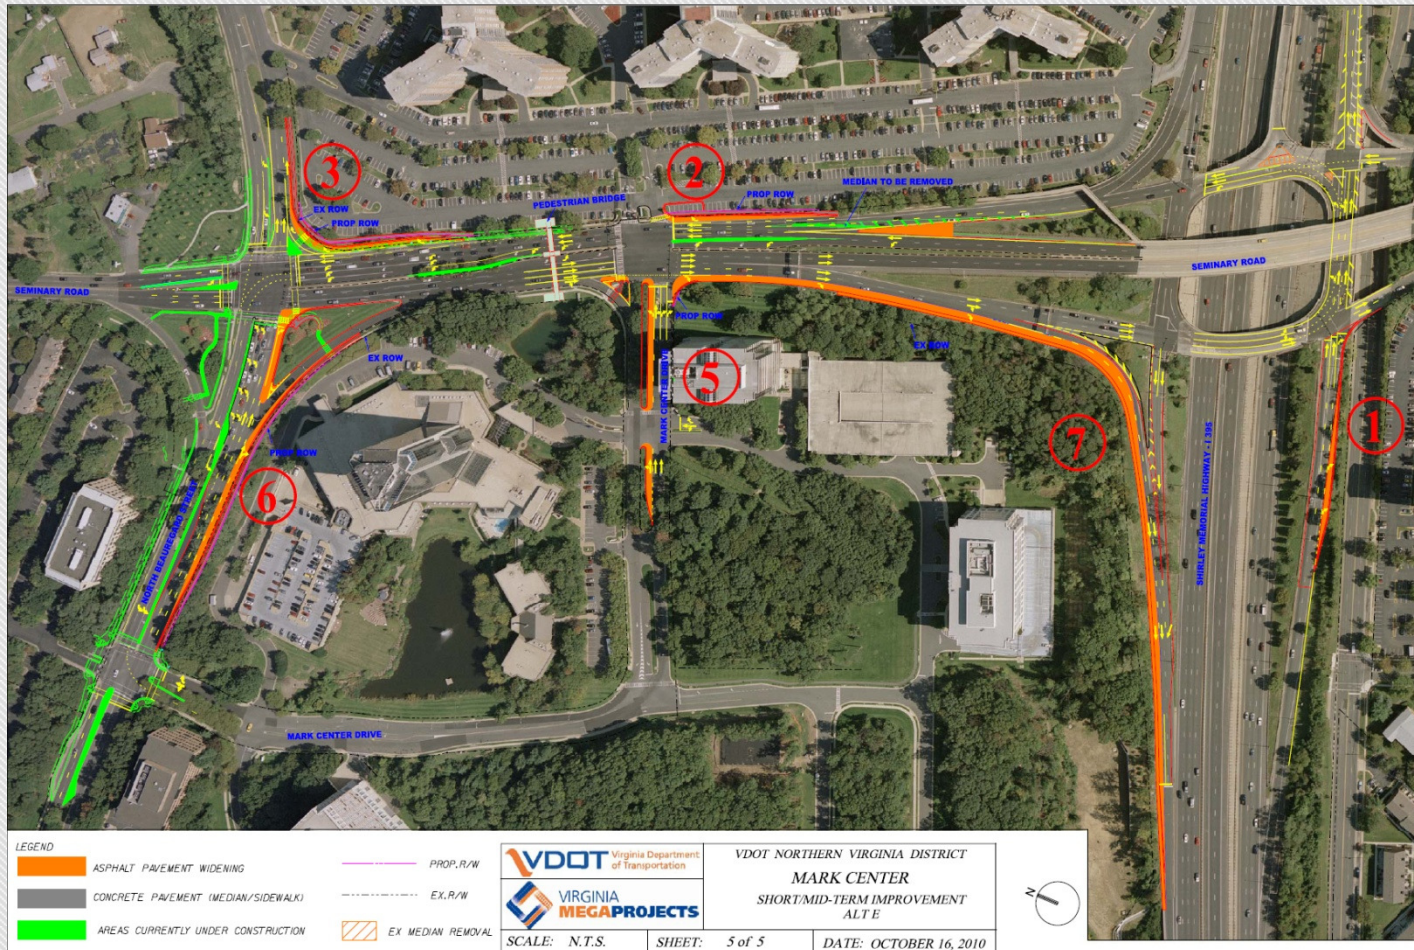 3
2
PROP ROW
MEDIAN TO BE REMOVED
PEDESTRIAN BRIDGE
EX ROW
PROP ROW
SEMINARY ROAD
SEMINARY ROAD
PROP ROW
EX ROW
EX ROW
5
MARK CENTER DRIVE
7
1
PROP ROW
6
NORTH BEAUREGARD STREET
SHIRLEY MEMORIAL HIGHWAY - I 395
MARK CENTER DRIVE
LEGEND
ASPHALT PAVEMENT WIDENING
CONCRETE PAVEMENT (MEDIAN/SIDEWALK)
AREAS CURRENTLY UNDER CONSTRUCTION
PROP.R/W
EX.R/W
EX MEDIAN REMOVAL
VDOT Virginia Department
of Transportation
VIRGINIA
MEGAPROJECTS
VDOT NORTHERN VIRGINIA DISTRICT
MARK CENTER
SHORT/MID-TERM IMPROVEMENT
ALT E
SCALE: N.T.S.
SHEET: 5 of 5
DATE: OCTOBER 16, 2010
N